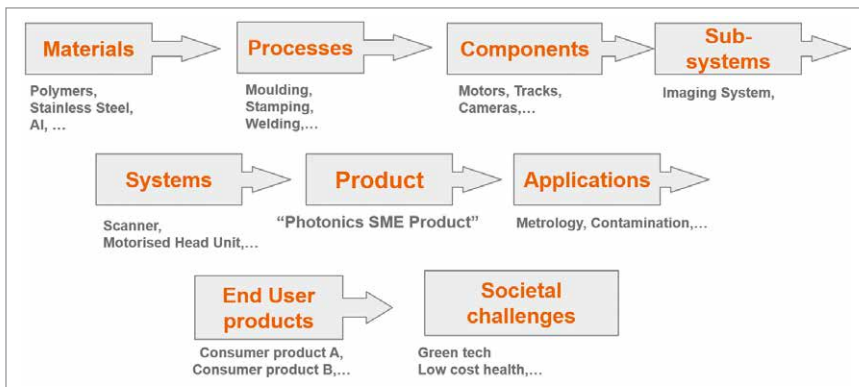 Materials
Processes
Components
Sub-
systems
Polymers,
Stainless Steel,
Al, ...
Moulding,
Stamping,
Welding,...
Motors, Tracks,
Cameras,...
Imaging System,
Systems
Product
Applications
Scanner,
Motorised Head Unit,...
“Photonics SME Product”
Metrology, Contamination,...
End User
products
Societal
challenges
Consumer product A,
Consumer product B,...
Green tech
Low cost health,...